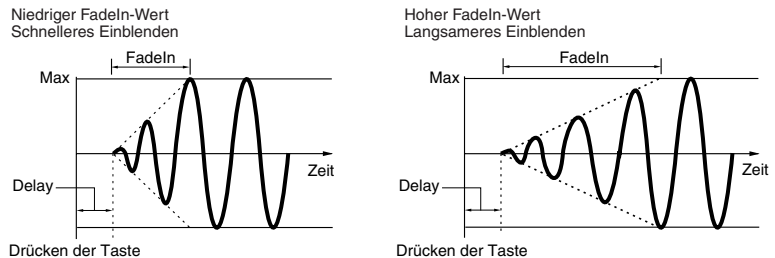 Niedriger FadeIn-Wert
Schnelleres Einblenden
FadeIn
Max
Zeit
Delay
Drücken der Taste
Hoher FadeIn-Wert
Langsameres Einblenden
FadeIn
Max
Zeit
Delay
Drücken der Taste